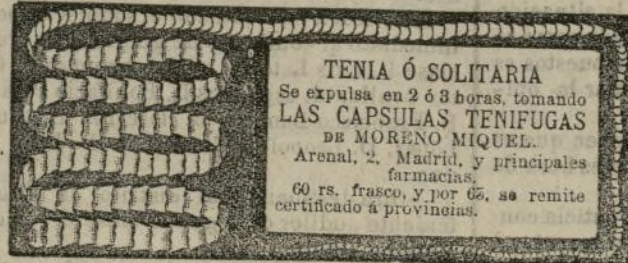 TENIA Ó SOLITARIA
Se expulsa en 2 ó 3 horas, tomando
LAS CAPSULAS TENIFUGAS
DE MORENO MIQUEL.
Arenal, 2, Madrid, y principales
farmacias.
60 rs. frasco, y por 65, se remite
certificado á provincias.